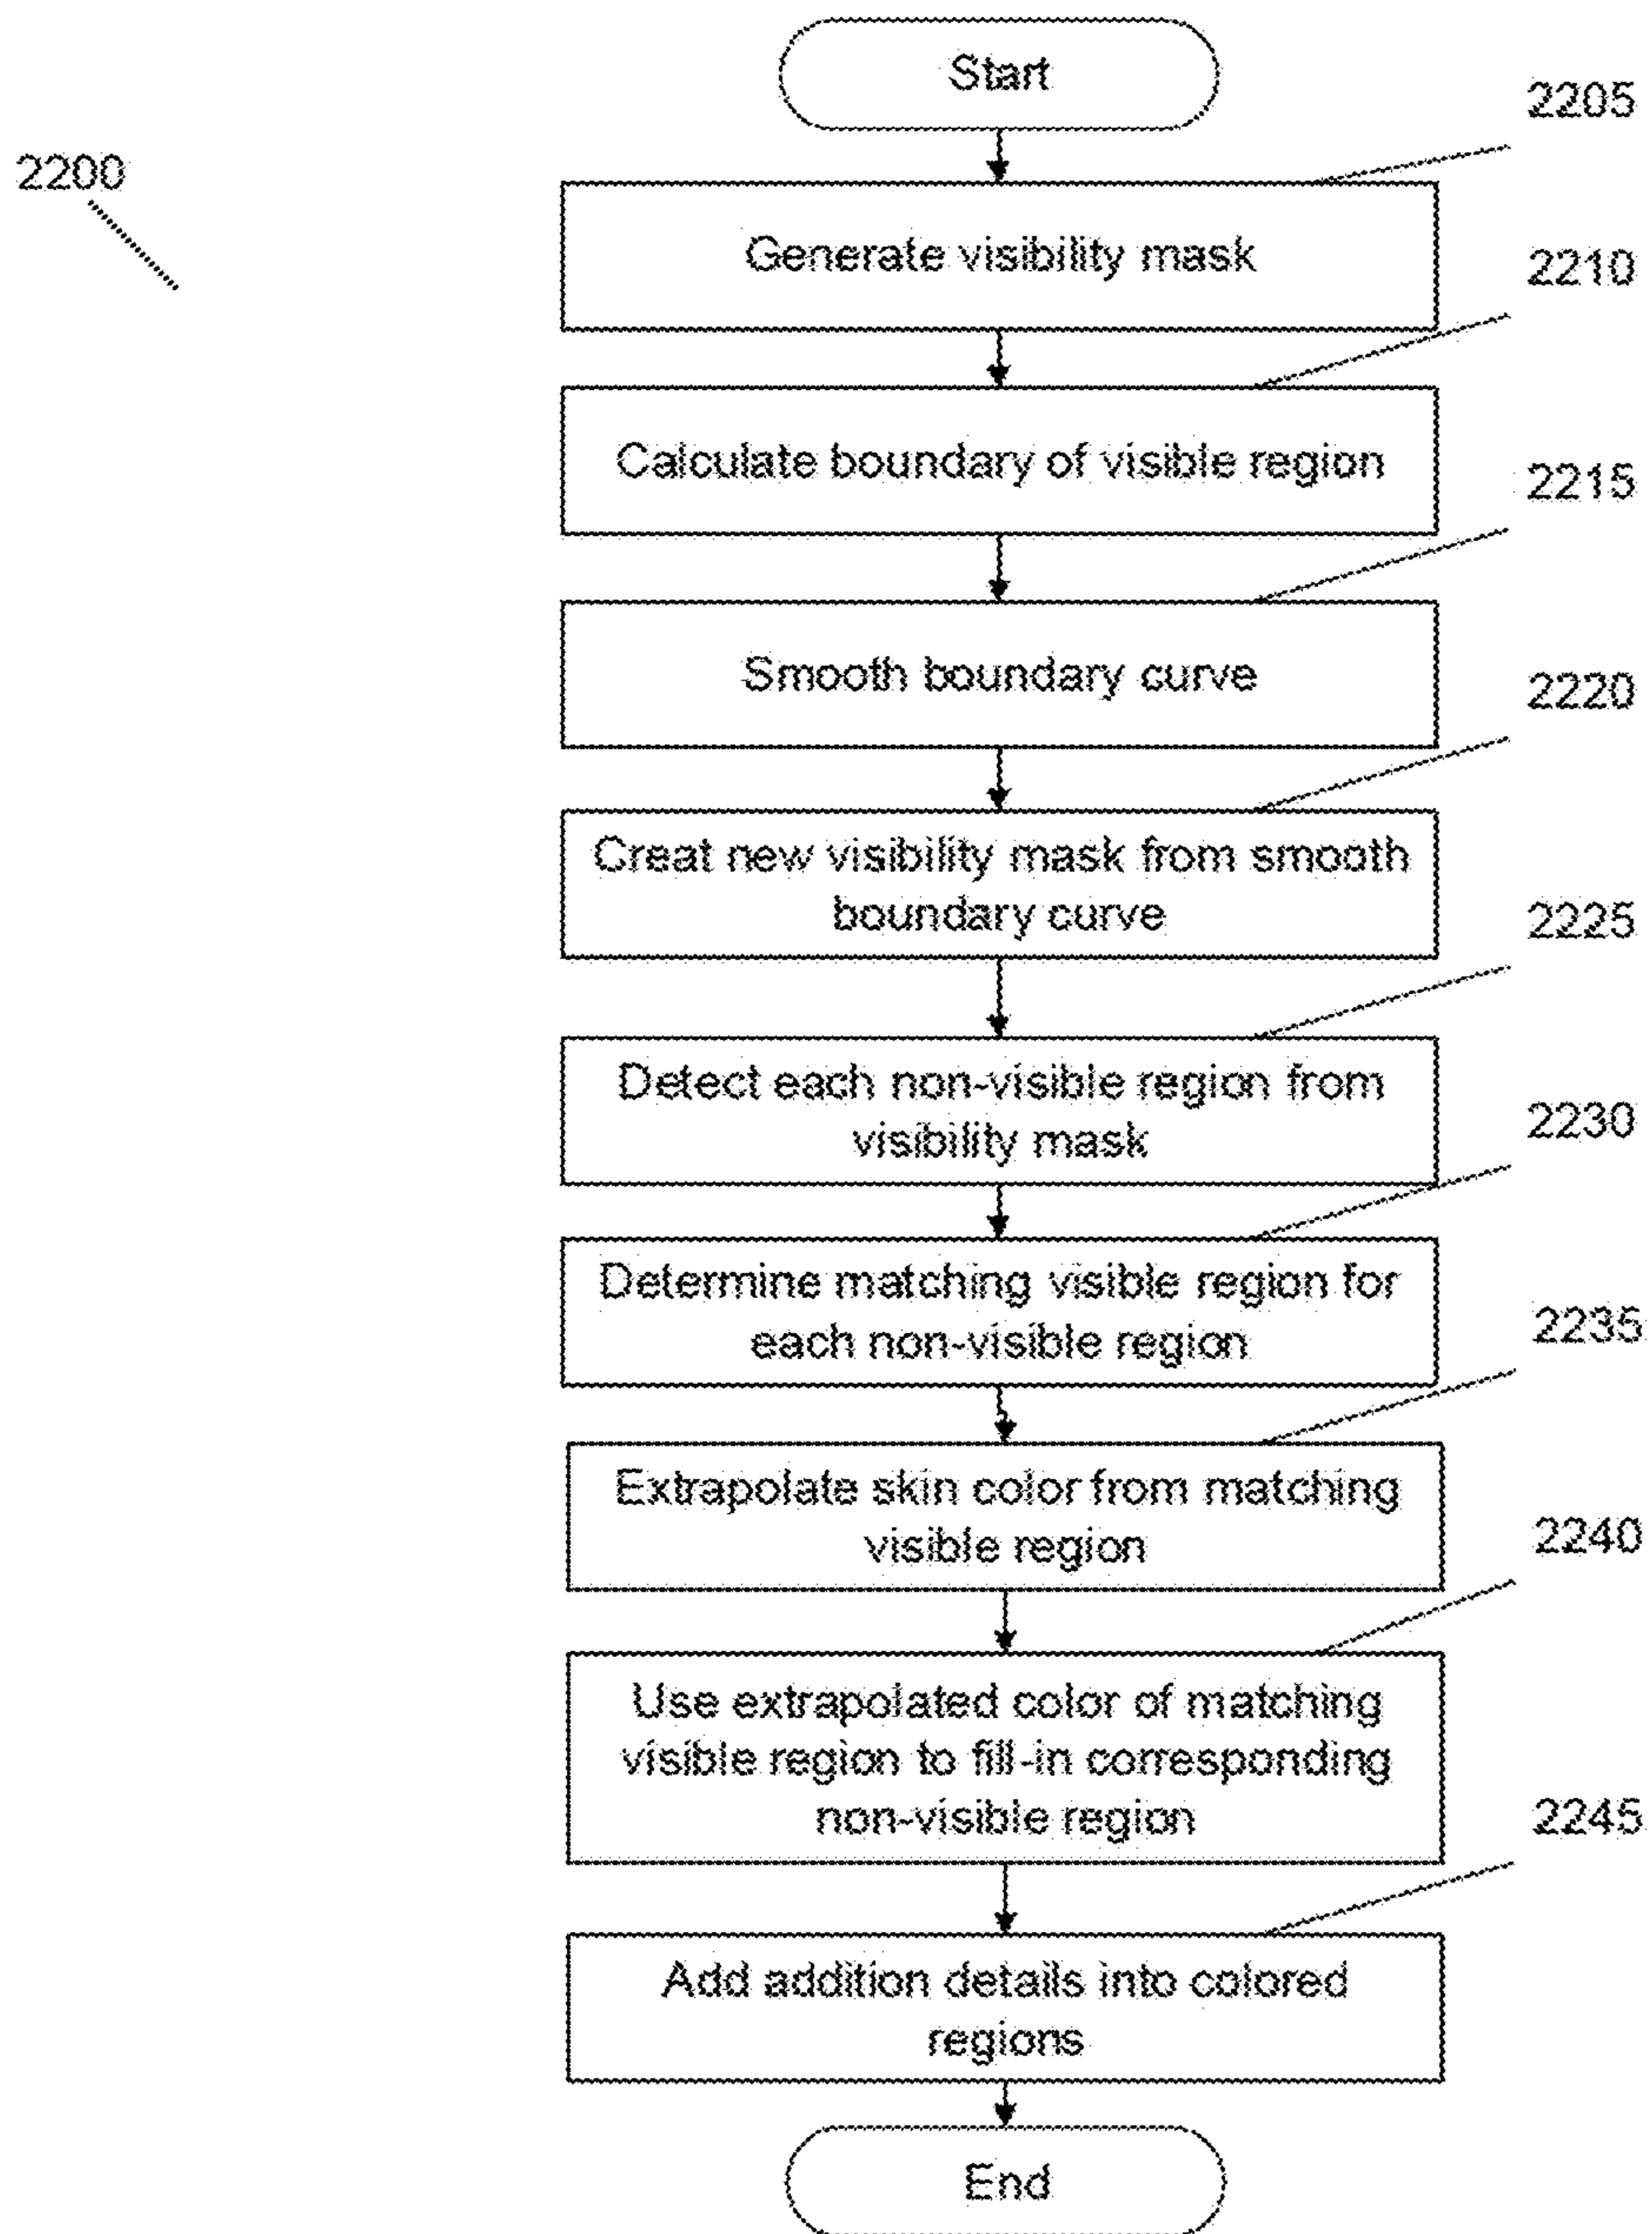 Start
2205
2200
Generate visibility mask
2210
Calculate boundary of visible region
2215
Smooth boundary curve
2220
Creat new visibility mask from smooth
boundary curve
2225
Detect each non-visible region from
visibility mask
2230
Determine matching visible region for
each non-visible region
2235
Extrapolate skin color from matching
visible region
2240
Use extrapolated color of matching
visible region to fill-in corresponding
non-visible region
2245
Add addition details into colored
regions
End